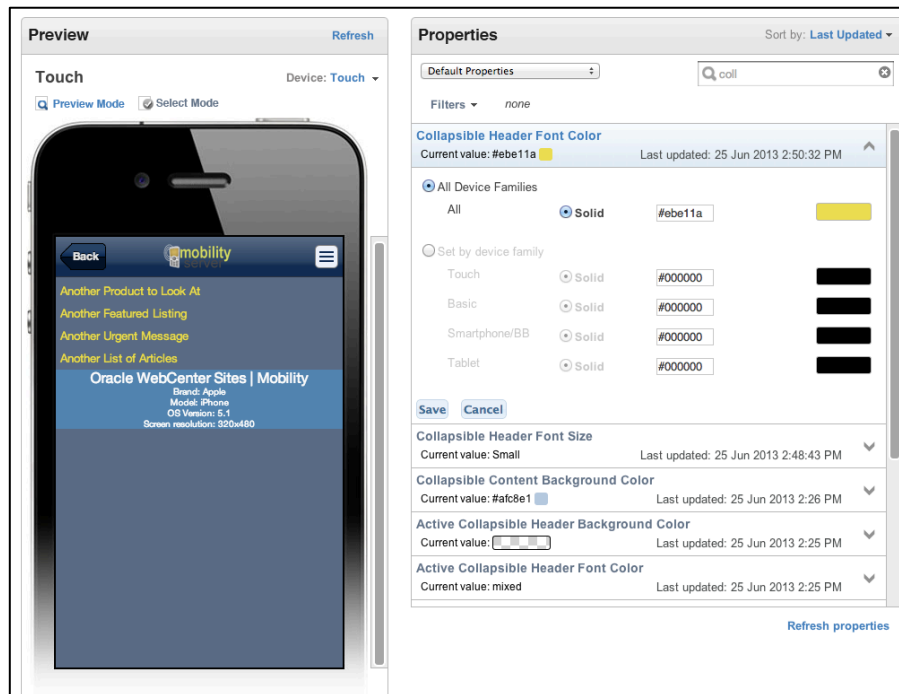 Preview
Refresh
Touch
Device: Touch
Preview Mode
Select Mode
Back
mobility
server
Another Product to Look At
Another Featured Listing
Another Urgent Message
Another List of Articles
Oracle WebCenter Sites | Mobility
Brand: Apple
Model: iPhone
OS Version: 5.1
Screen resolution: 320x480
Properties
Sort by: Last Updated
Default Properties
coll
Filters
none
Collapsible Header Font Color
Current value: #ebe11a
Last updated: 25 Jun 2013 2:50:32 PM
All Device Families
All
Solid
#ebe11a
Set by device family
Touch
Solid
#000000
Basic
Solid
#000000
Smartphone/BB
Solid
#000000
Tablet
Solid
#000000
Save
Cancel
Collapsible Header Font Size
Current value: Small
Last updated: 25 Jun 2013 2:48:43 PM
Collapsible Content Background Color
Current value: #afc8e1
Last updated: 25 Jun 2013 2:26 PM
Active Collapsible Header Background Color
Current value:
Last updated: 25 Jun 2013 2:25 PM
Active Collapsible Header Font Color
Current value: mixed
Last updated: 25 Jun 2013 2:25 PM
Refresh properties